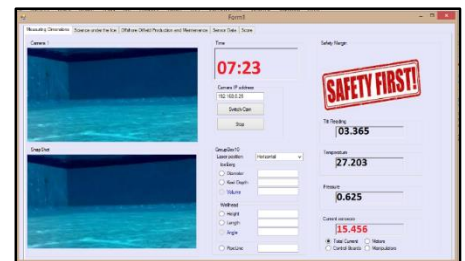 Form1
Measuring Dimensions Science under the Ice Offshore Oilfield Production and Maintenance Sensor Data Score
Camera 1
Time
Safety Margin
07:23
SAFETY FIRST!
Camera IP address
192.168.0.25
Switch Cam
Stop
Tilt Reading
03.365
SnapShot
GroupBox10
Laser position Horizontal
Iceberg
Diameter
Keel Depth
Volume
Temperature
27.203
Pressure
0.625
Wellhead
Height
Length
Angle
Current sensors
15.456
PipeLine
Total Current Motors
Control Boards Manipulators